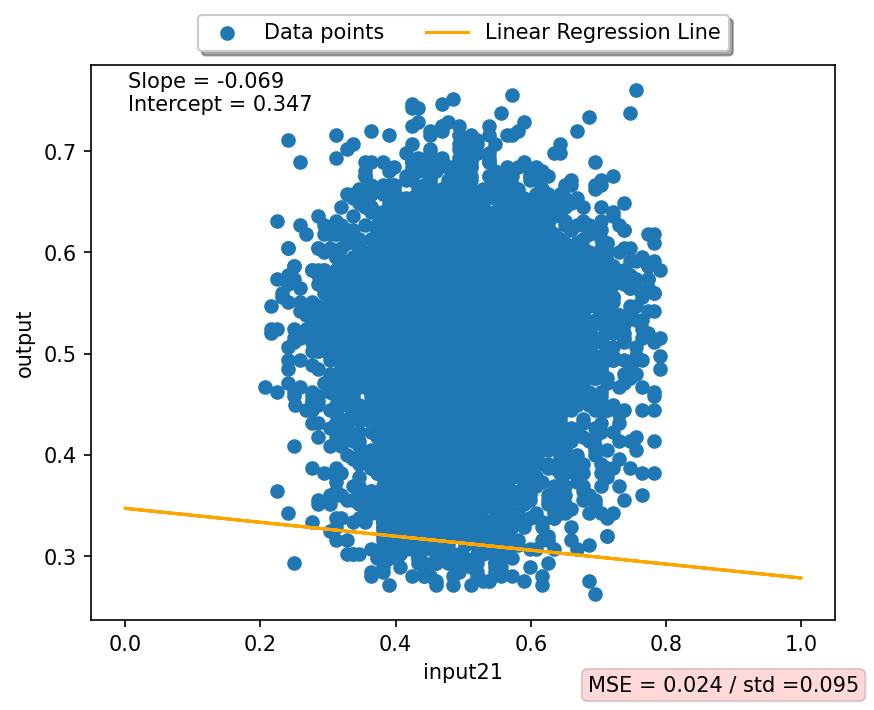 Data points
Linear Regression Line
Slope = -0.069
Intercept = 0.347
0.7
0.6
0.5
0.4
0.3
output
0.0 0.2 0.4 0.6 0.8 1.0
input21
MSE = 0.024 / std =0.095